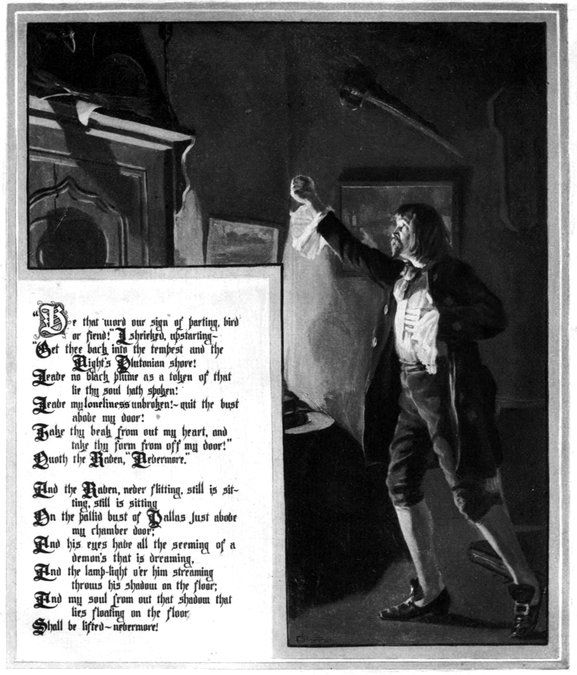 "Be that word our sign of parting, bird
or fiend!" I shrieked, upstarting~
"Get thee back into the tempest and the
Night's Plutonian shore!
Leave no black plume as a token of that
lie thy soul hath spoken!
Leave my loneliness unbroken!~quit the bust
above my door!
Take thy beak from out my heart, and
take thy form from off my door!"
Quoth the Raven, "Nevermore."
And the Raven, never flitting, still is sit-
ting, still is sitting
On the pallid bust of Pallas just above
my chamber door;
And his eyes have all the seeming of a
demon's that is dreaming,
And the lamp-light o'er him streaming
throws his shadow on the floor;
And my soul from out that shadow that
lies floating on the floor
Shall be lifted~nevermore!